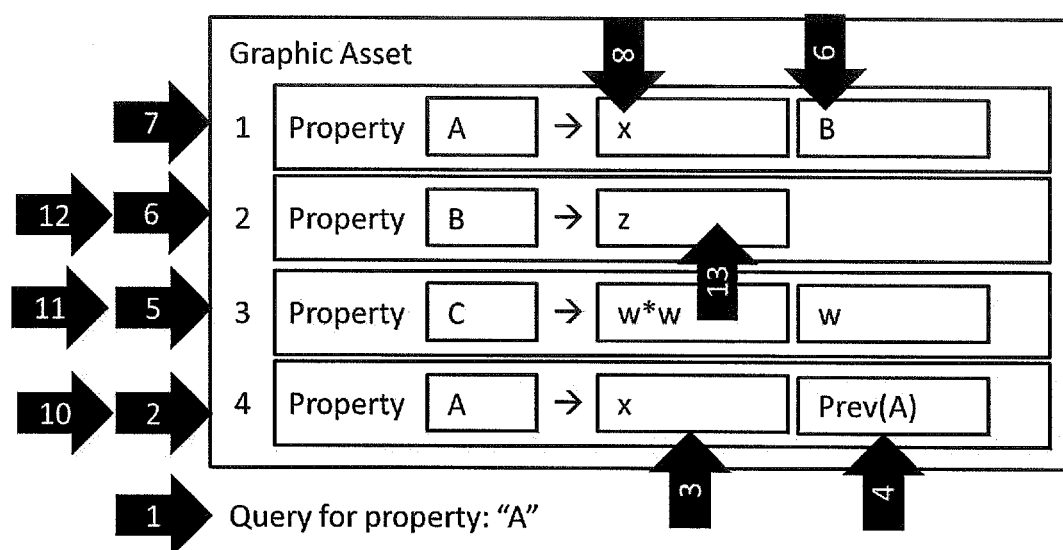 8 9
Graphic Asset
7 1 Property A → x B
12 6 2 Property B → z
13
11 5 3 Property C → w*w w
10 2 4 Property A → x Prev(A)
3 4
1 Query for property: “A”